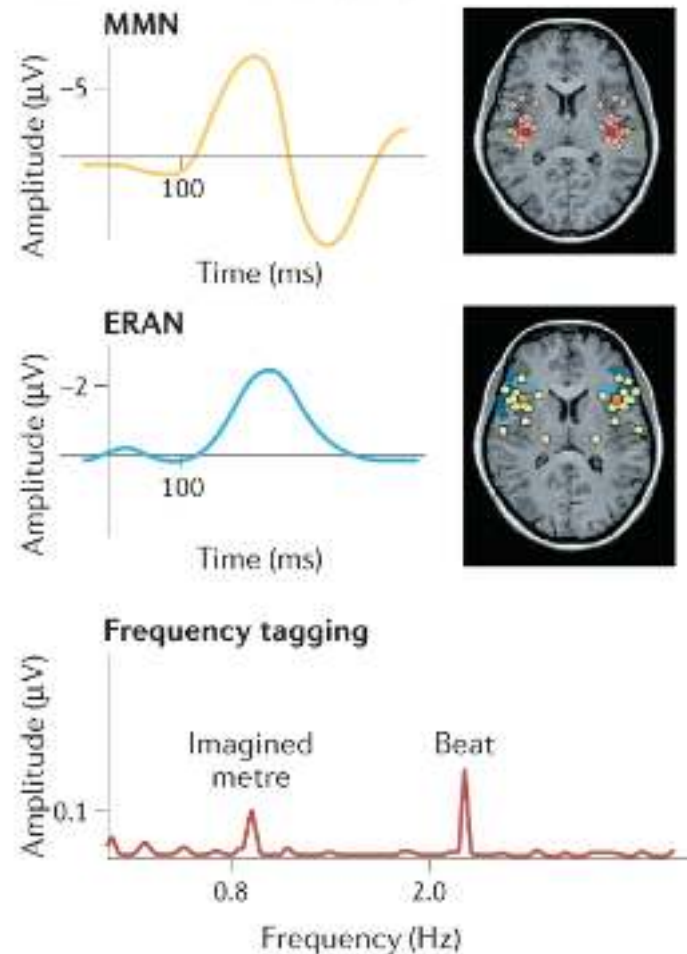 MMN
Amplitude (μV)
–5
100
Time (ms)
ERAN
Amplitude (μV)
–2
100
Time (ms)
Frequency tagging
Amplitude (μV)
Imagined
metre
Beat
0.1
0.8
2.0
Frequency (Hz)